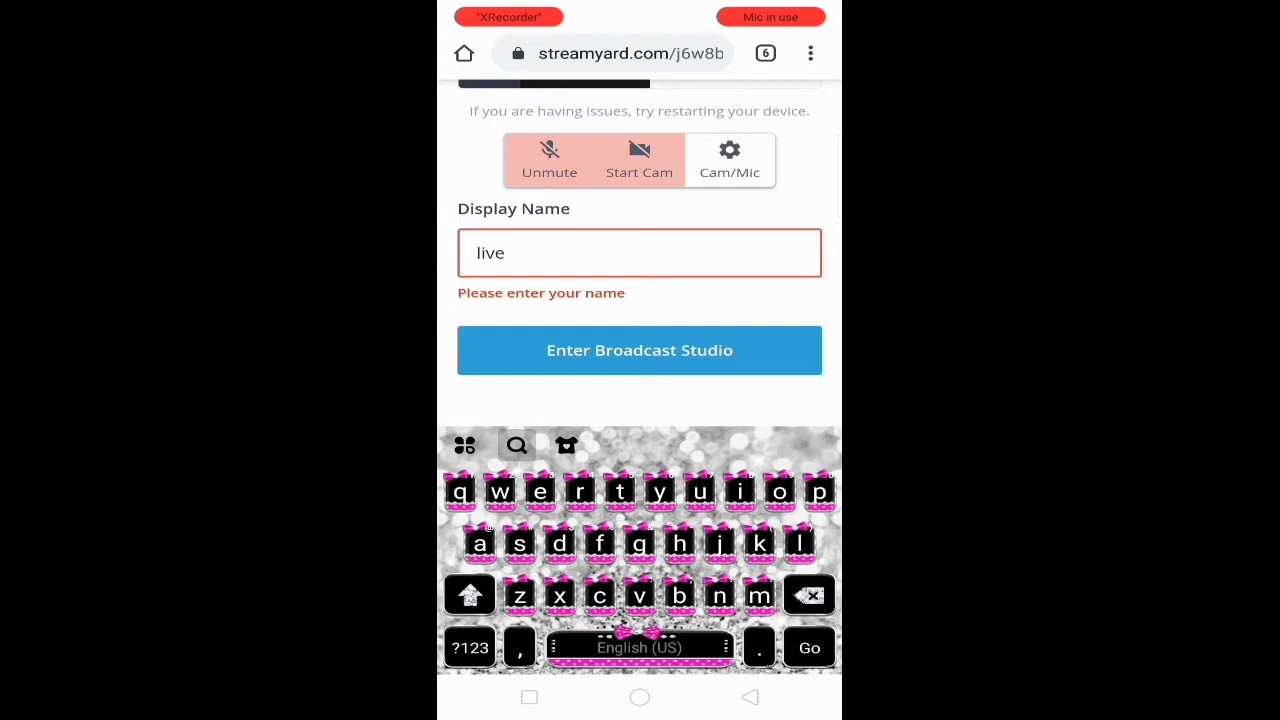 "XRecorder"
Mic in use
streamyard.com/j6w8b
6
If you are having issues, try restarting your device.
Unmute
Start Cam
Cam/Mic
Display Name
live
Please enter your name
Enter Broadcast Studio
q w e r t y u i o p
a s d f g h j k l
z x c v b n m
?123 , English (US) . Go